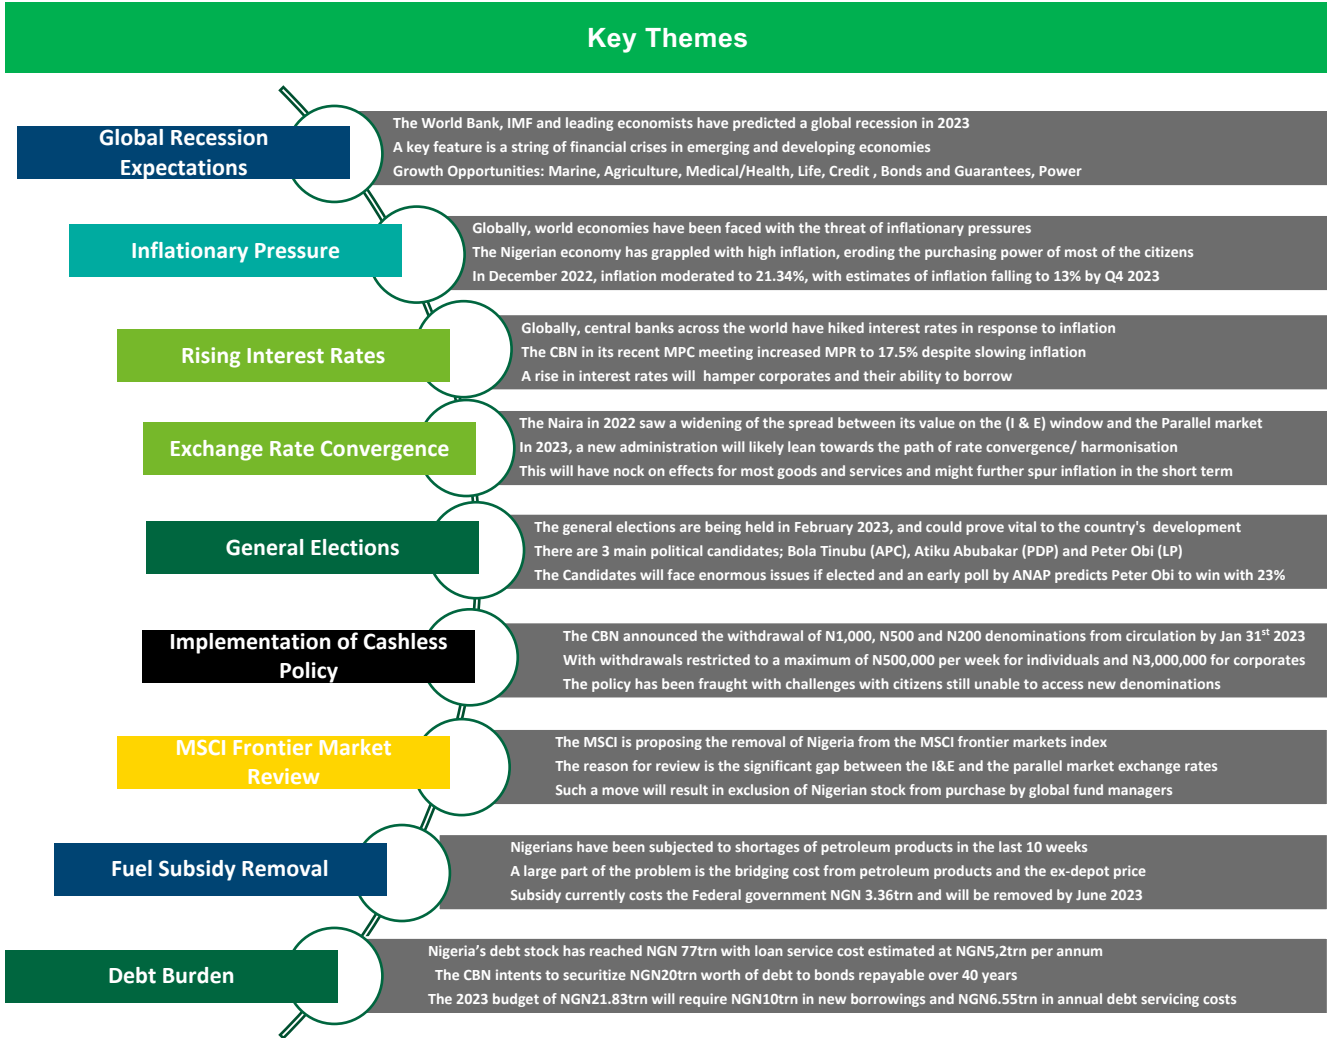 Key Themes
Global Recession
Expectations
The World Bank, IMF and leading economists have predicted a global recession in 2023
A key feature is a string of financial crises in emerging and developing economies
Growth Opportunities: Marine, Agriculture, Medical/Health, Life, Credit , Bonds and Guarantees, Power
Inflationary Pressure
Globally, world economies have been faced with the threat of inflationary pressures
The Nigerian economy has grappled with high inflation, eroding the purchasing power of most of the citizens
In December 2022, inflation moderated to 21.34%, with estimates of inflation falling to 13% by Q4 2023
Rising Interest Rates
Globally, central banks across the world have hiked interest rates in response to inflation
The CBN in its recent MPC meeting increased MPR to 17.5% despite slowing inflation
A rise in interest rates will  hamper corporates and their ability to borrow
Exchange Rate Convergence
The Naira in 2022 saw a widening of the spread between its value on the (I & E) window and the Parallel market
In 2023, a new administration will likely lean towards the path of rate convergence/ harmonisation
This will have nock on effects for most goods and services and might further spur inflation in the short term
General Elections
The general elections are being held in February 2023, and could prove vital to the country's  development
There are 3 main political candidates; Bola Tinubu (APC), Atiku Abubakar (PDP) and Peter Obi (LP)
The Candidates will face enormous issues if elected and an early poll by ANAP predicts Peter Obi to win with 23%
Implementation of Cashless
Policy
The CBN announced the withdrawal of N1,000, N500 and N200 denominations from circulation by Jan 31st 2023
With withdrawals restricted to a maximum of N500,000 per week for individuals and N3,000,000 for corporates
The policy has been fraught with challenges with citizens still unable to access new denominations
MSCI Frontier Market
Review
The MSCI is proposing the removal of Nigeria from the MSCI frontier markets index
The reason for review is the significant gap between the I&E and the parallel market exchange rates
Such a move will result in exclusion of Nigerian stock from purchase by global fund managers
Fuel Subsidy Removal
Nigerians have been subjected to shortages of petroleum products in the last 10 weeks
A large part of the problem is the bridging cost from petroleum products and the ex-depot price
Subsidy currently costs the Federal government NGN 3.36trn and will be removed by June 2023
Debt Burden
Nigeria’s debt stock has reached NGN 77trn with loan service cost estimated at NGN5,2trn per annum
The CBN intents to securitize NGN20trn worth of debt to bonds repayable over 40 years
The 2023 budget of NGN21.83trn will require NGN10trn in new borrowings and NGN6.55trn in annual debt servicing costs